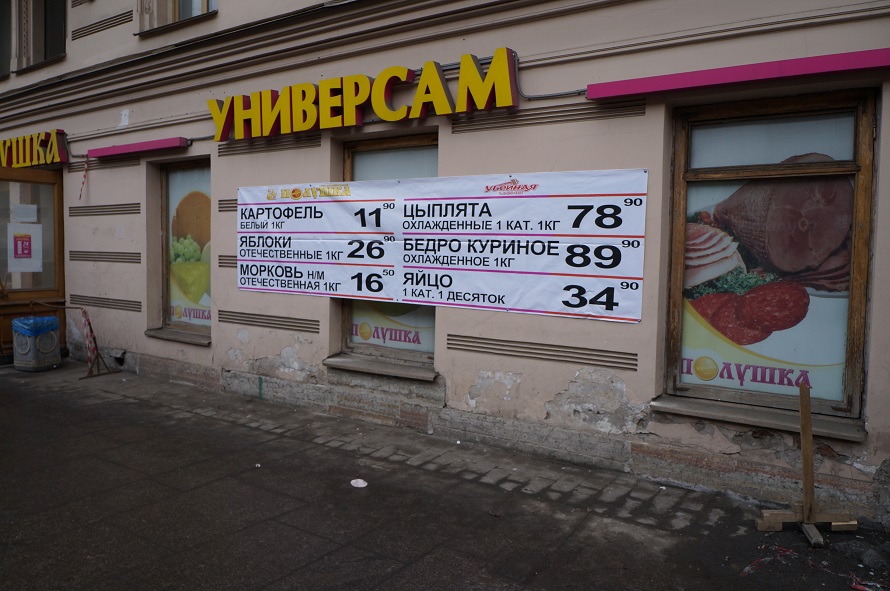 УНИВЕРСАМ
УШКА
ПОЛУШКА
КАРТОФЕЛЬ
БЕЛЫЙ 1КГ
11 90
ЯБЛОКИ
ОТЕЧЕСТВЕННЫЕ 1КГ
26 90
МОРКОВЬ Н/М
ОТЕЧЕСТВЕННАЯ 1КГ
16 50
УБОЙНАЯ
ЦЫПЛЯТА
ОХЛАЖДЕННЫЕ 1 КАТ. 1КГ
78 90
БЕДРО КУРИНОЕ
ОХЛАЖДЕННОЕ 1КГ
89 90
ЯЙЦО
1 КАТ. 1 ДЕСЯТОК
34 90
ПОЛУШКА
ПОЛУШКА
ПОЛУШКА